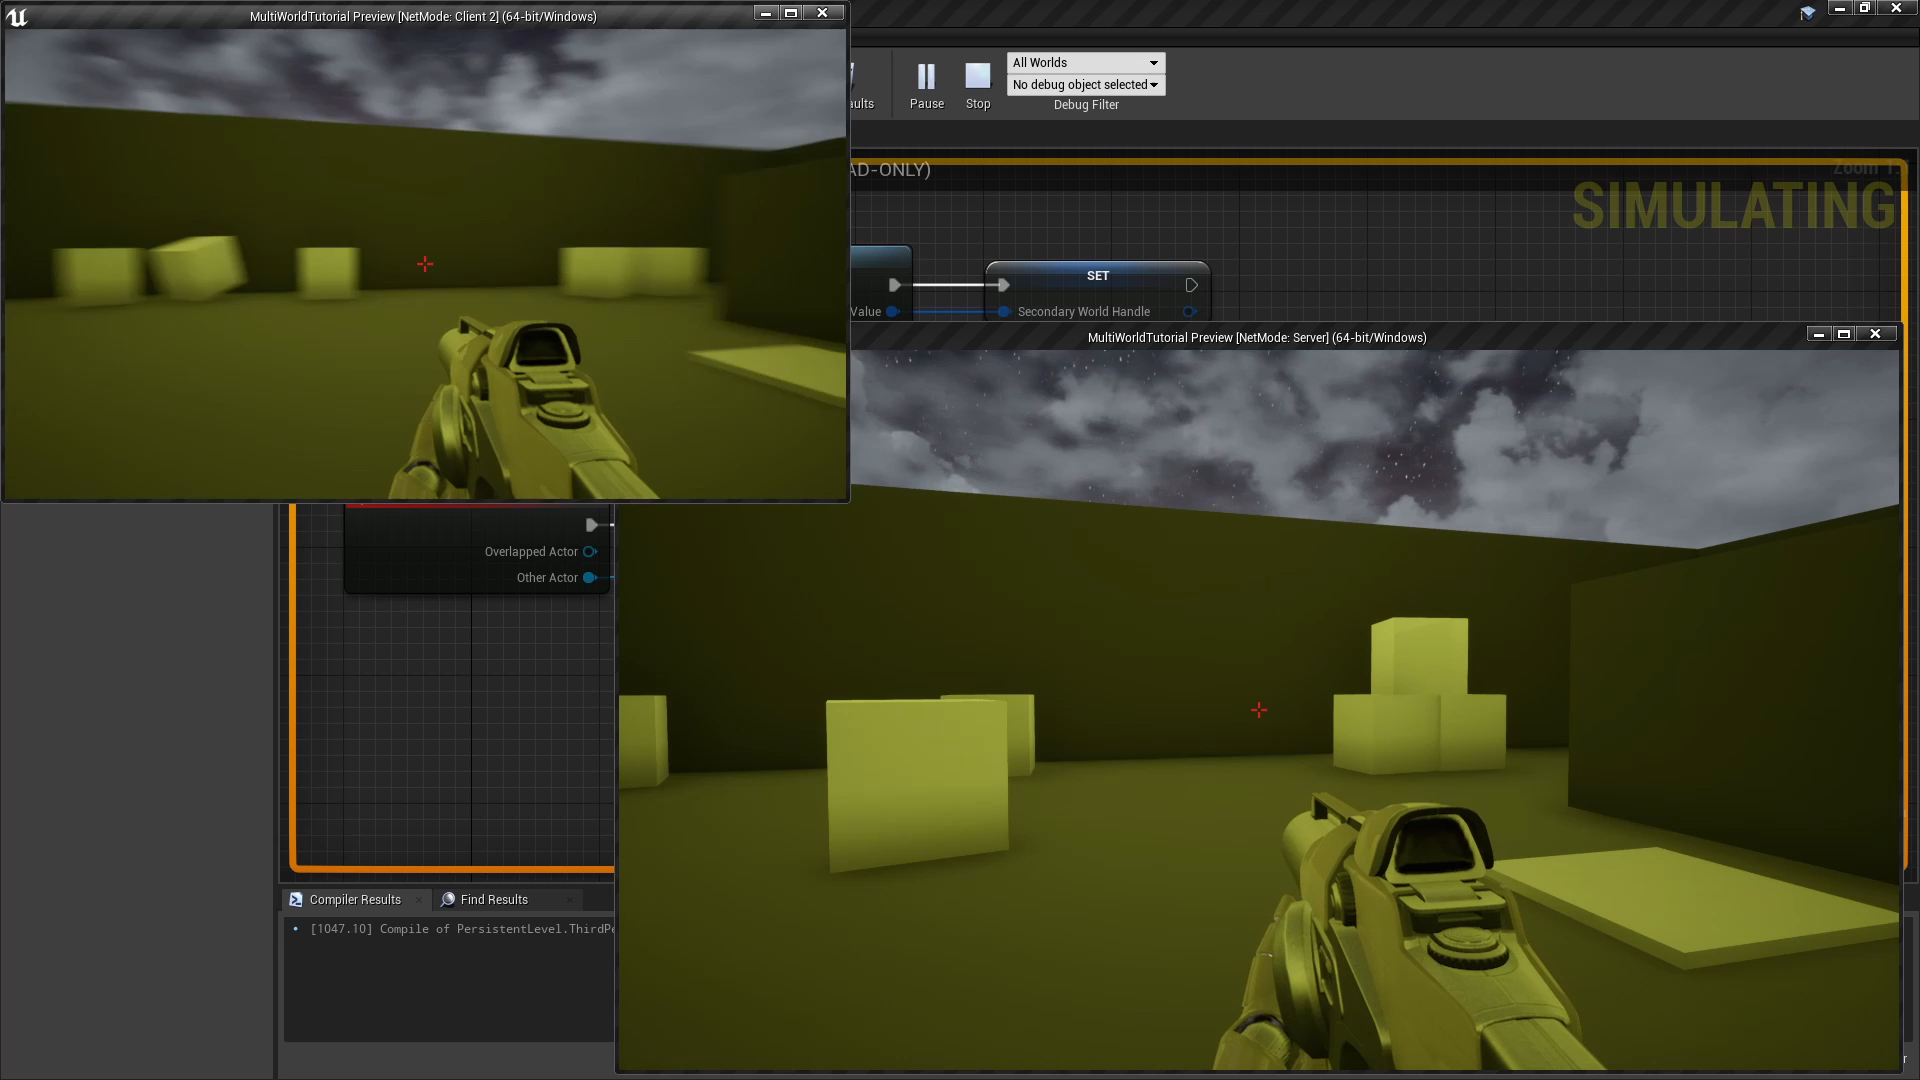 MultiWorldTutorial Preview [NetMode: Client 2] (64-bit/Windows)
aults
Pause
Stop
All Worlds
No debug object selected
Debug Filter
AD-ONLY)
SIMULATING
SET
Value
Secondary World Handle
MultiWorldTutorial Preview [NetMode: Server] (64-bit/Windows)
Overlapped Actor
Other Actor
Compiler Results
Find Results
[1047.10] Compile of PersistentLevel.ThirdPe